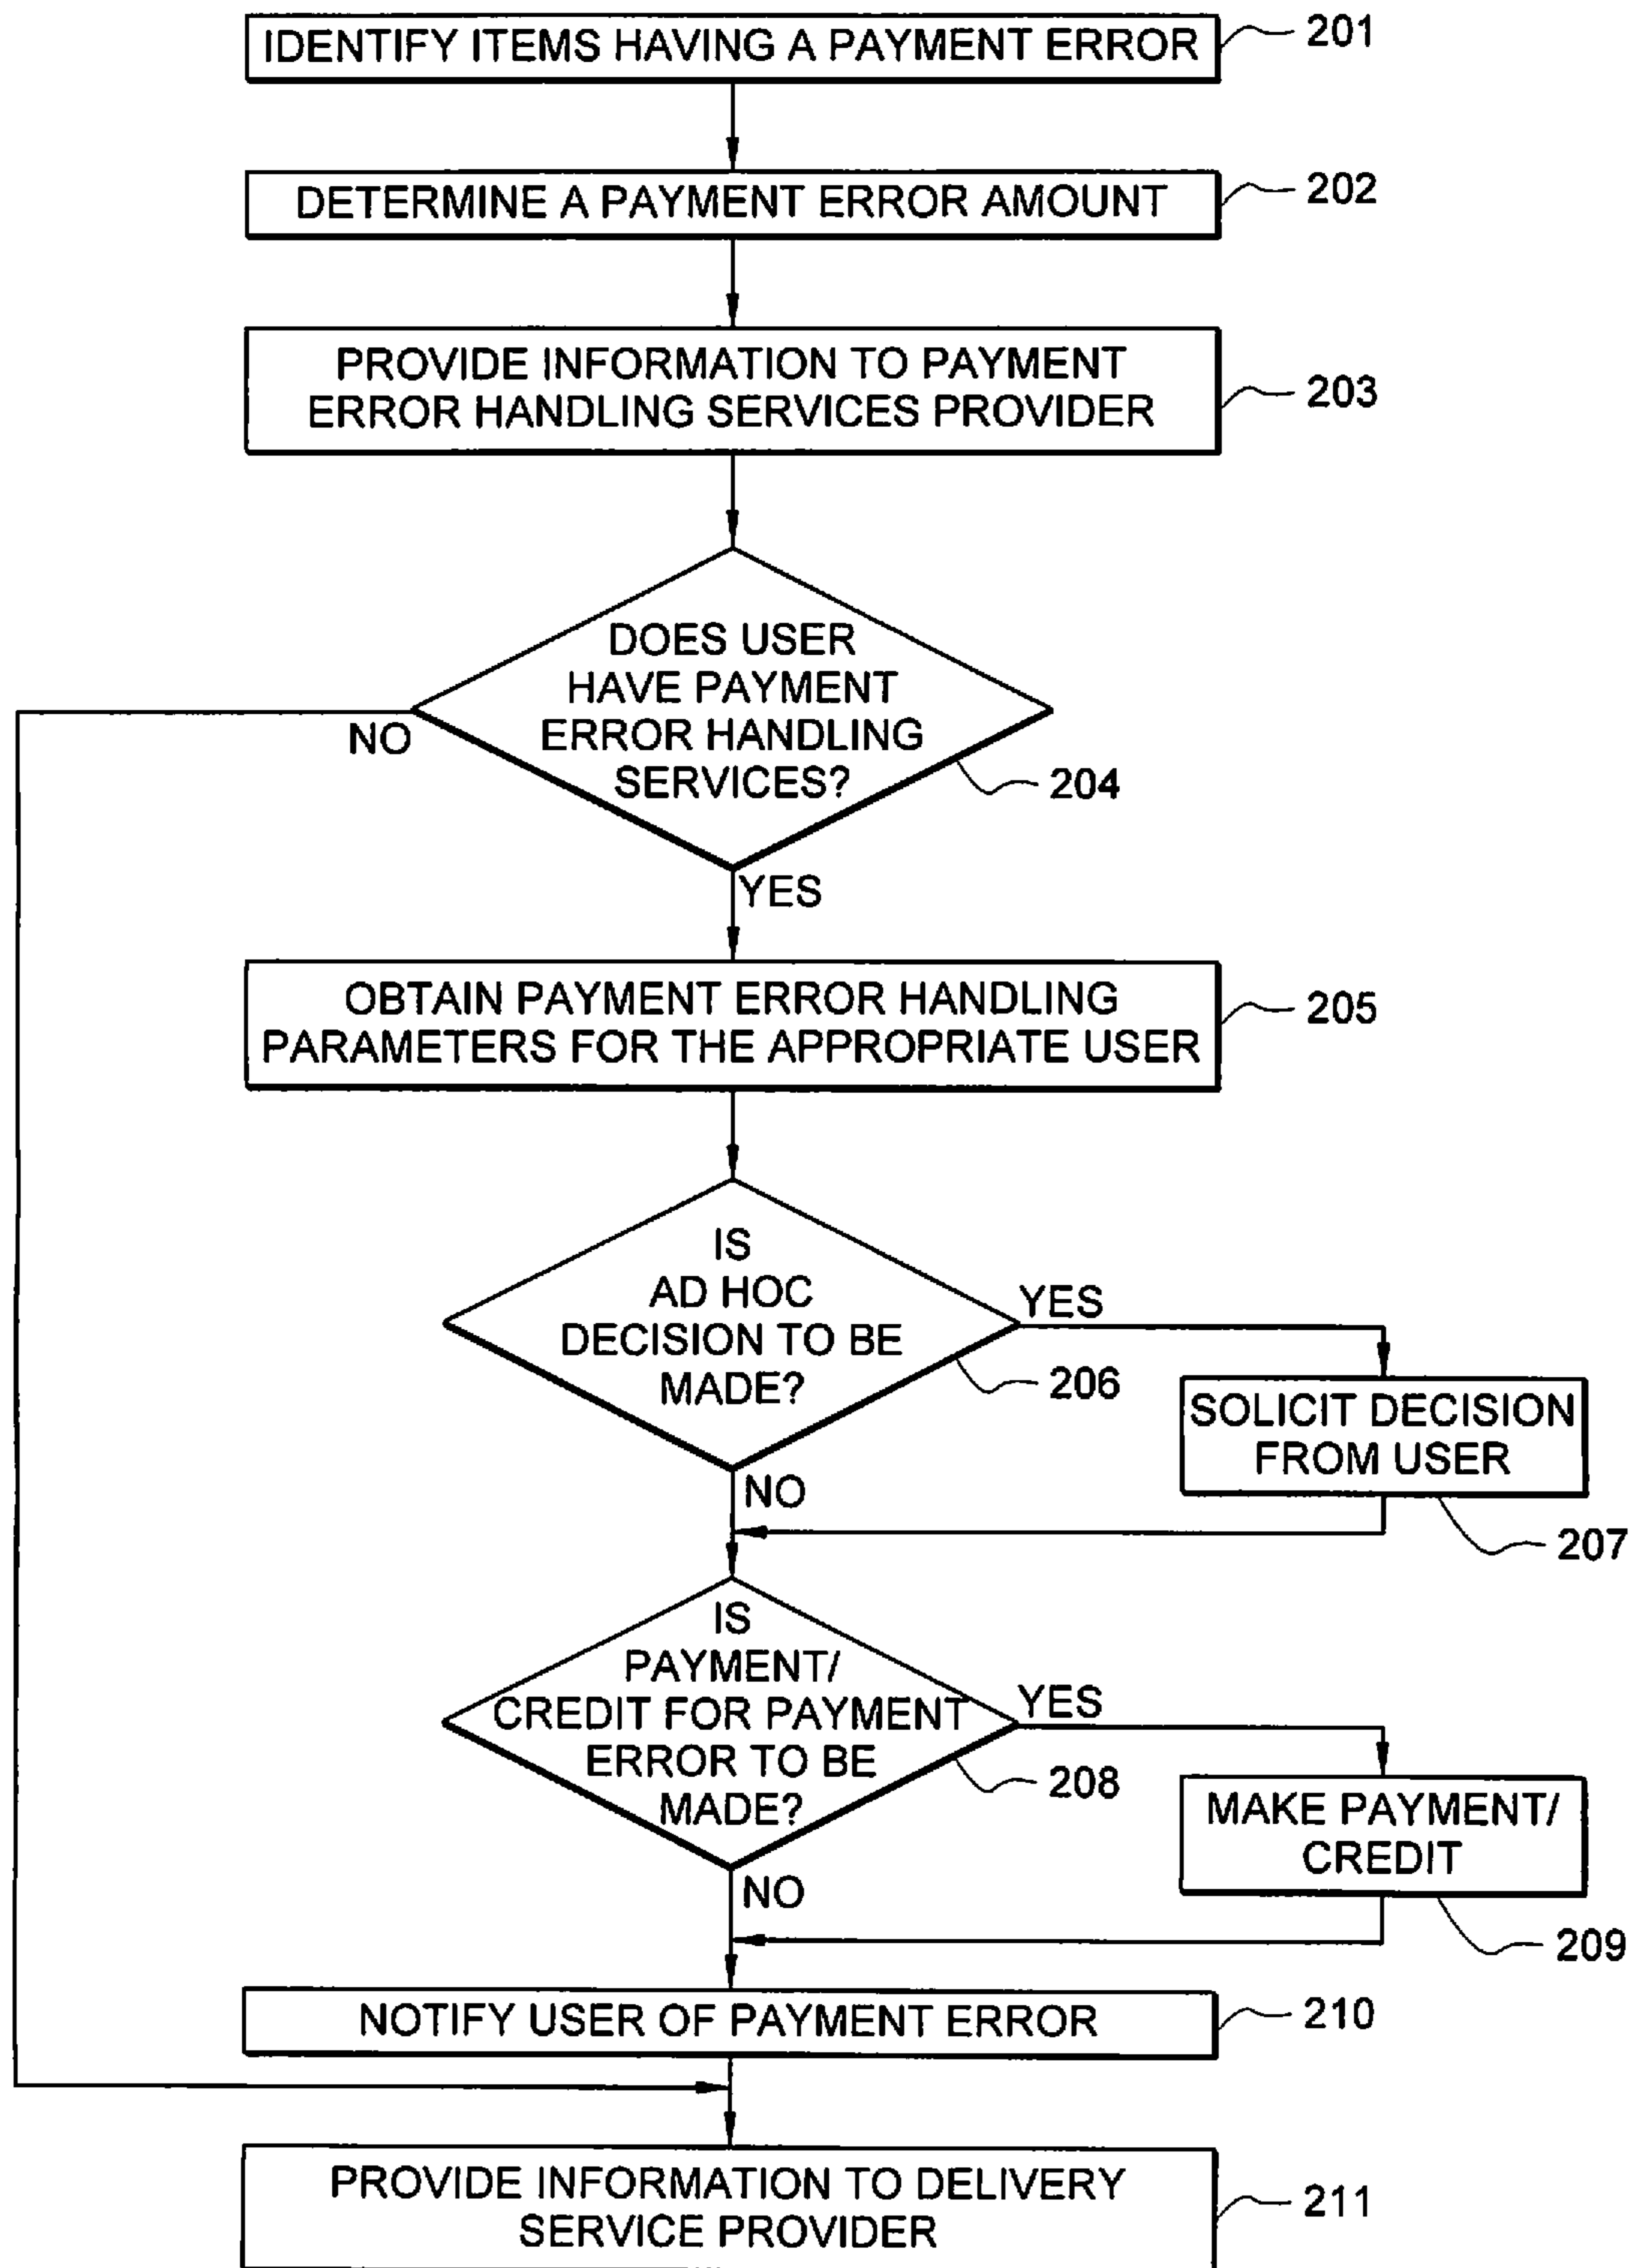 IDENTIFY ITEMS HAVING A PAYMENT ERROR
201
DETERMINE A PAYMENT ERROR AMOUNT
202
PROVIDE INFORMATION TO PAYMENT
ERROR HANDLING SERVICES PROVIDER
203
DOES USER
HAVE PAYMENT
ERROR HANDLING
SERVICES?
204
NO
YES
OBTAIN PAYMENT ERROR HANDLING
PARAMETERS FOR THE APPROPRIATE USER
205
IS
AD HOC
DECISION TO BE
MADE?
206
YES
SOLICIT DECISION
FROM USER
207
NO
IS
PAYMENT/
CREDIT FOR PAYMENT
ERROR TO BE
MADE?
208
YES
MAKE PAYMENT/
CREDIT
209
NO
NOTIFY USER OF PAYMENT ERROR
210
PROVIDE INFORMATION TO DELIVERY
SERVICE PROVIDER
211